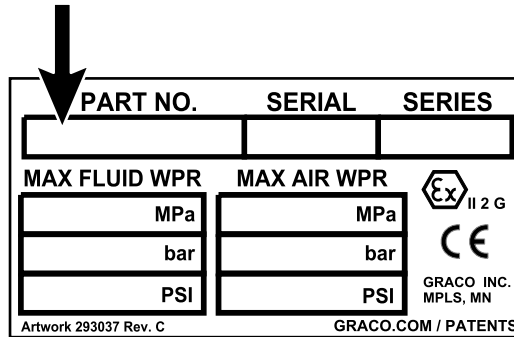 PART NO. SERIAL SERIES
MAX FLUID WPR MAX AIR WPR
MPa MPa
bar bar
PSI PSI
Ex II 2 G
CE
GRACO INC.
MPLS, MN
Artwork 293037 Rev. C GRACO.COM / PATENTS